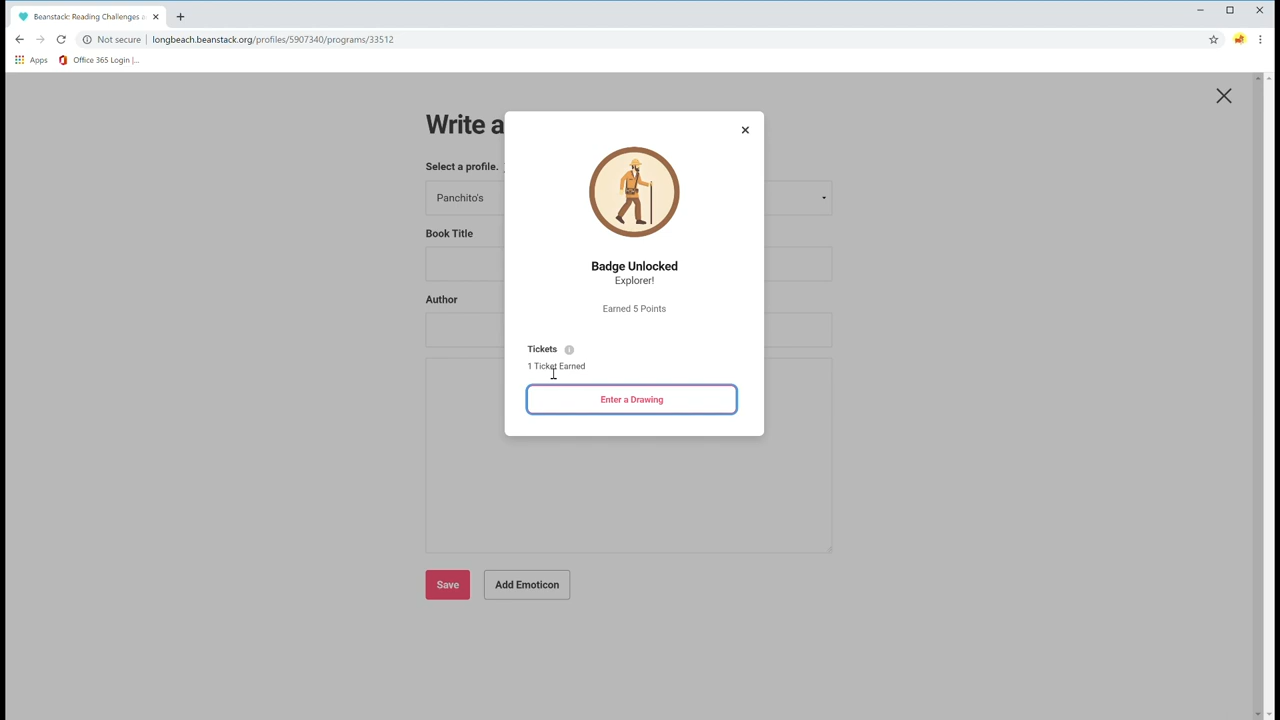 Beanstack: Reading Challenges
Not secure
longbeach.beanstack.org/profiles/5907340/programs/33512
Apps
Office 365 Login |...
Write a
Select a profile.
Panchito's
Book Title
Author
Badge Unlocked
Explorer!
Earned 5 Points
Tickets
1 Ticket Earned
Enter a Drawing
Save
Add Emoticon